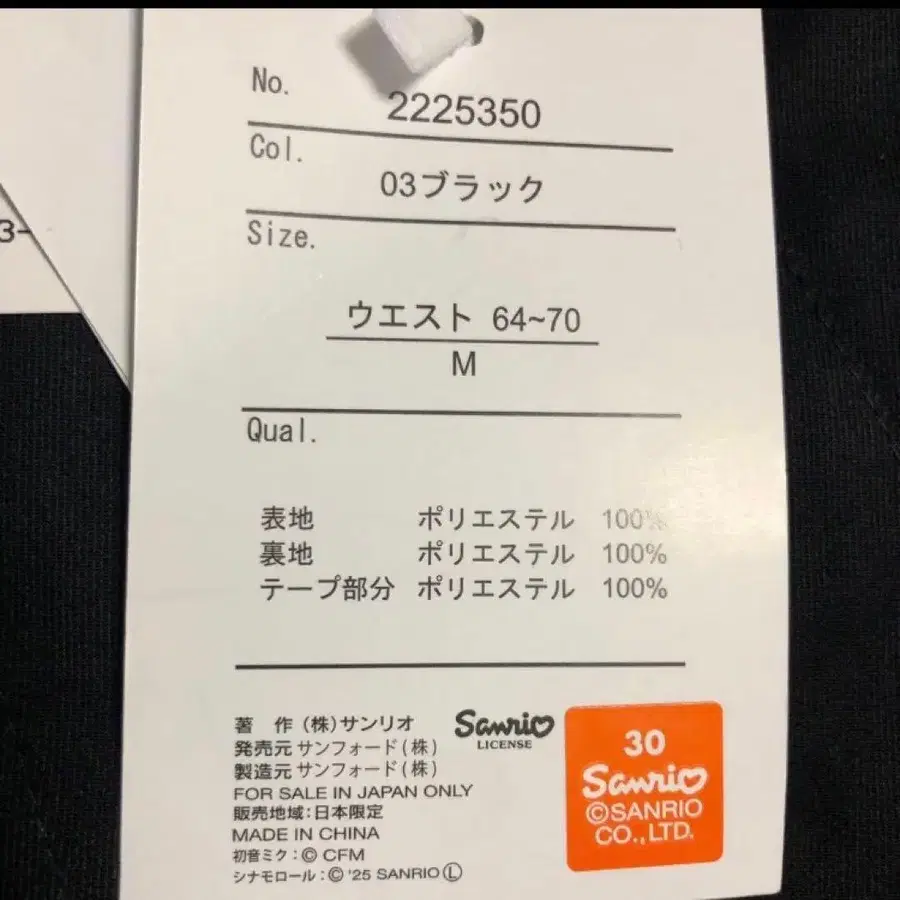 No.
2225350
Col.
03ブラック
Size.
ウエスト 64~70
M
Qual.
表地 ポリエステル 100%
裏地 ポリエステル 100%
テープ部分 ポリエステル 100%
著　作 (株)サンリオ
発売元 サンフォード(株)
製造元 サンフォード(株)
FOR SALE IN JAPAN ONLY
販売地域:日本限定
MADE IN CHINA
初音ミク:© CFM
シナモロール:© '25 SANRIO Ⓛ
Sanrio
LICENSE
30
Sanrio
©SANRIO
CO.,LTD.
3-